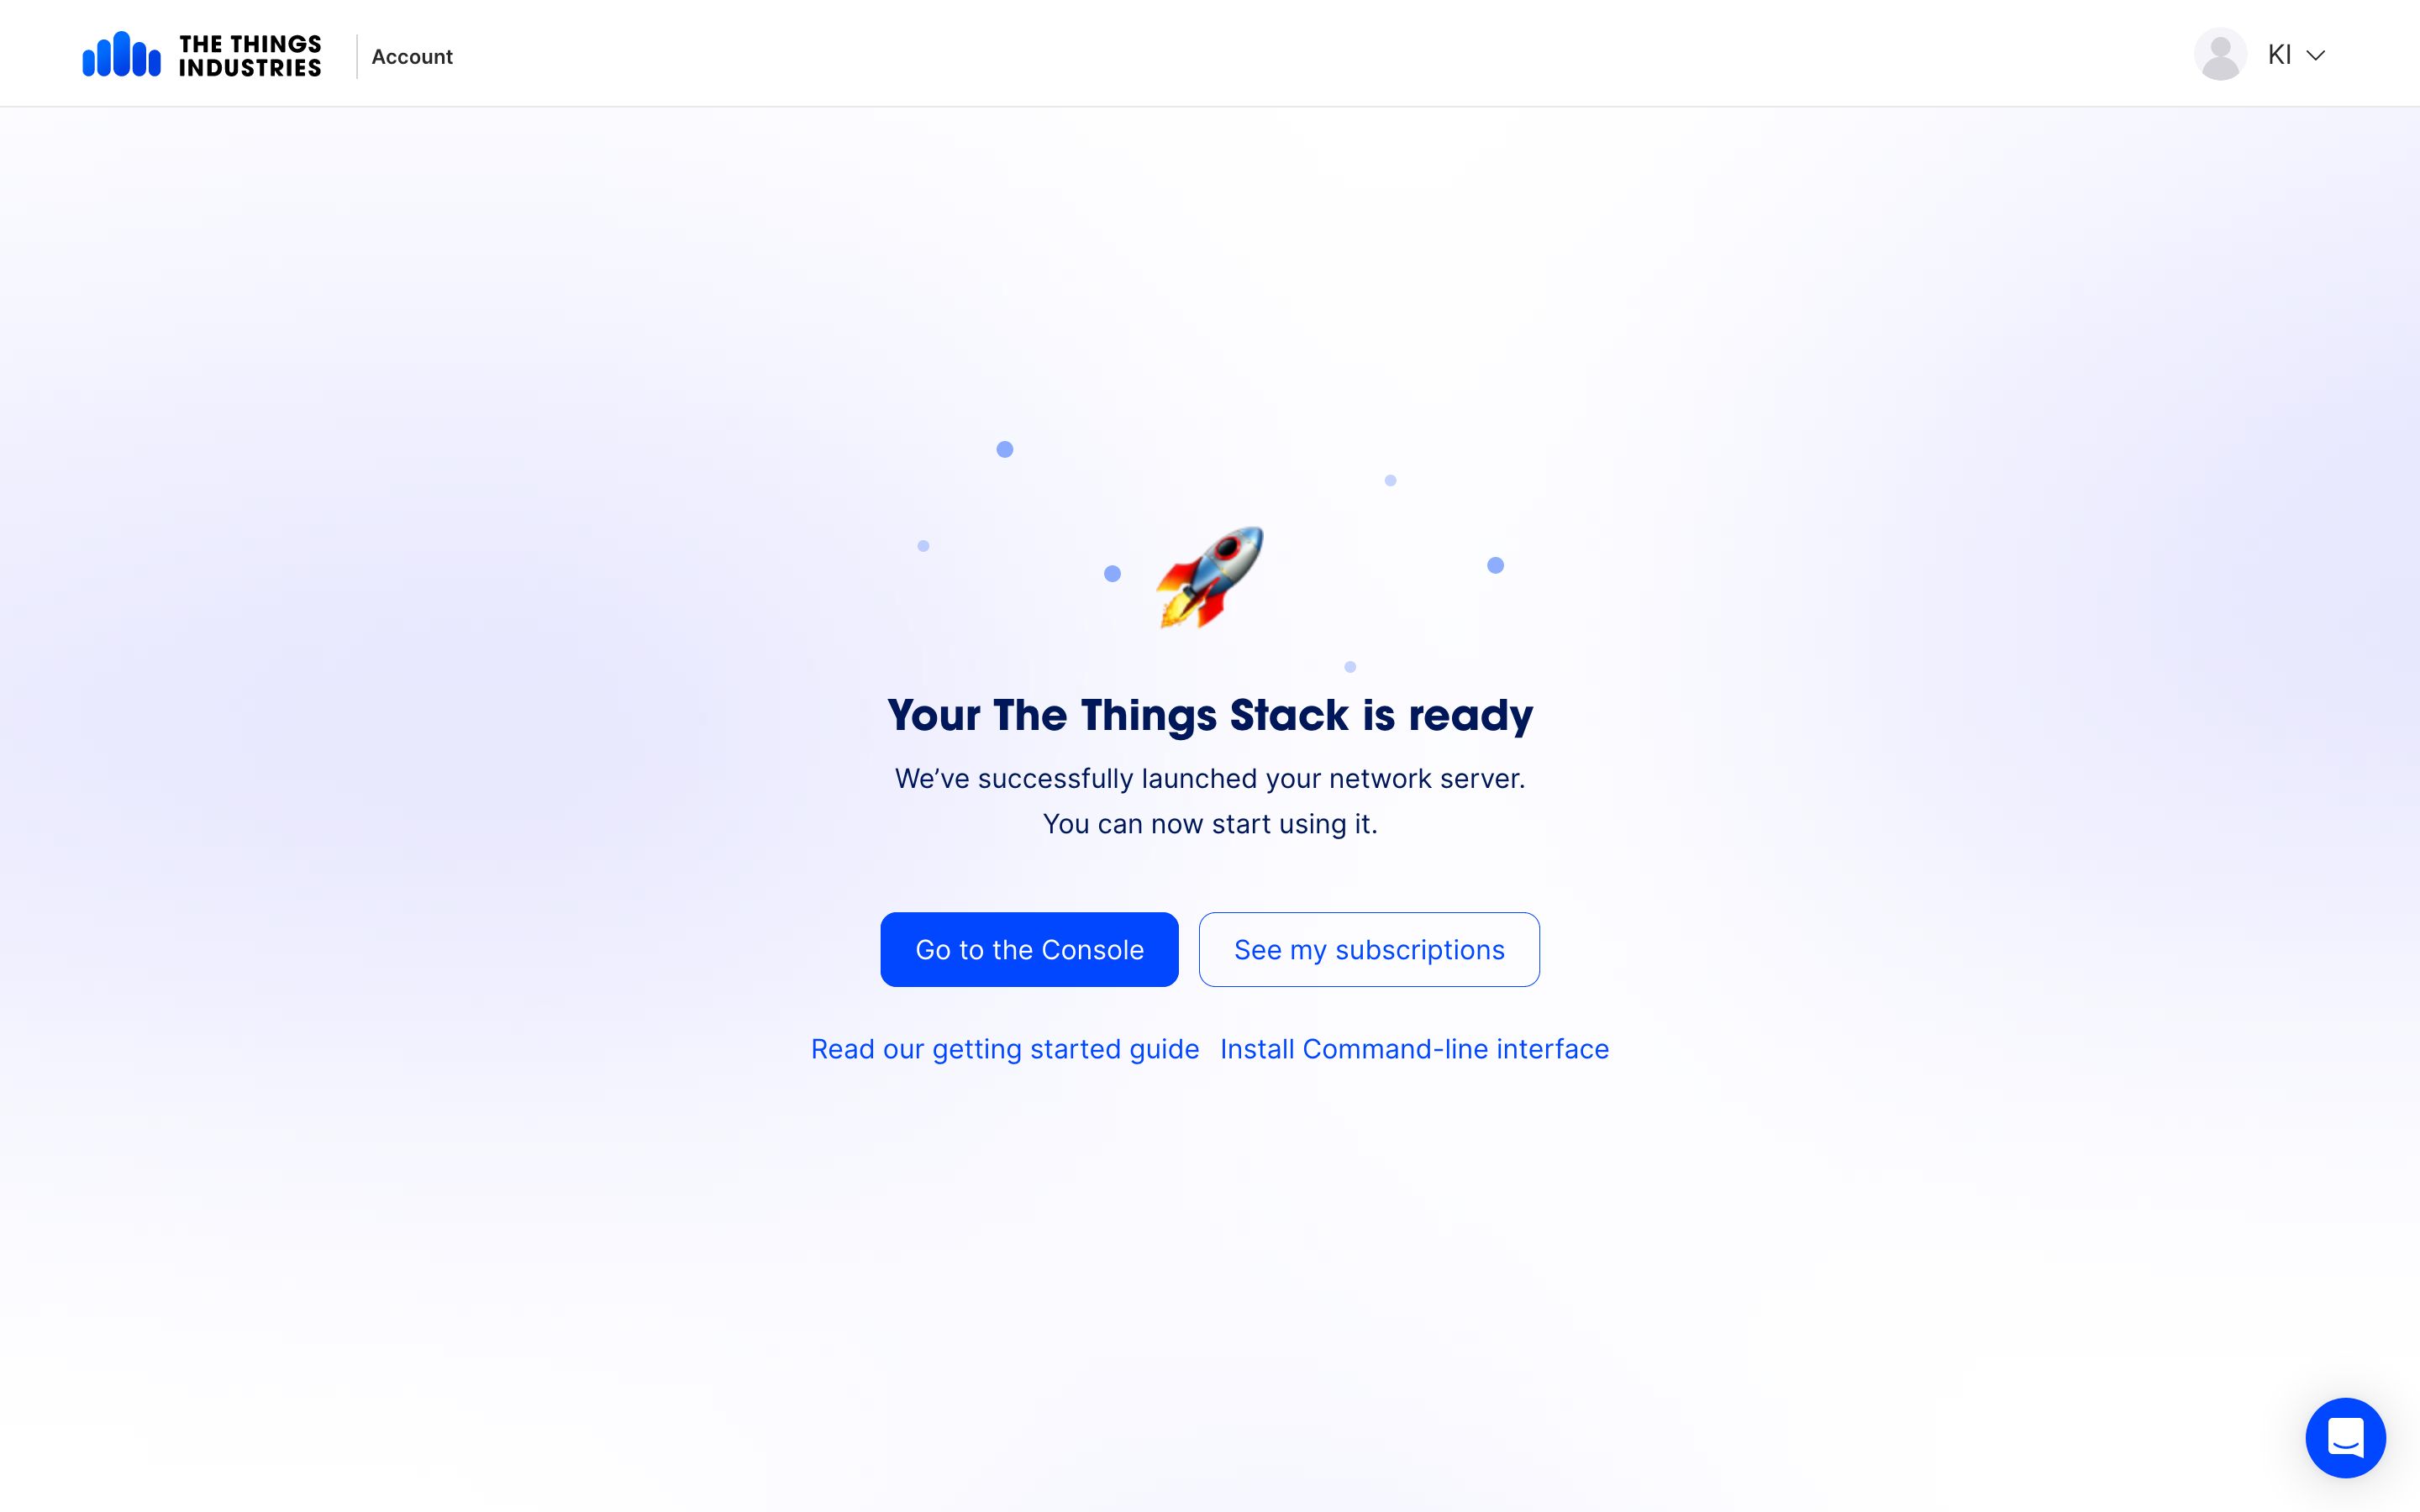 THE THINGS
INDUSTRIES
Account
KI
Your The Things Stack is ready
We’ve successfully launched your network server.
You can now start using it.
Go to the Console
See my subscriptions
Read our getting started guide
Install Command-line interface